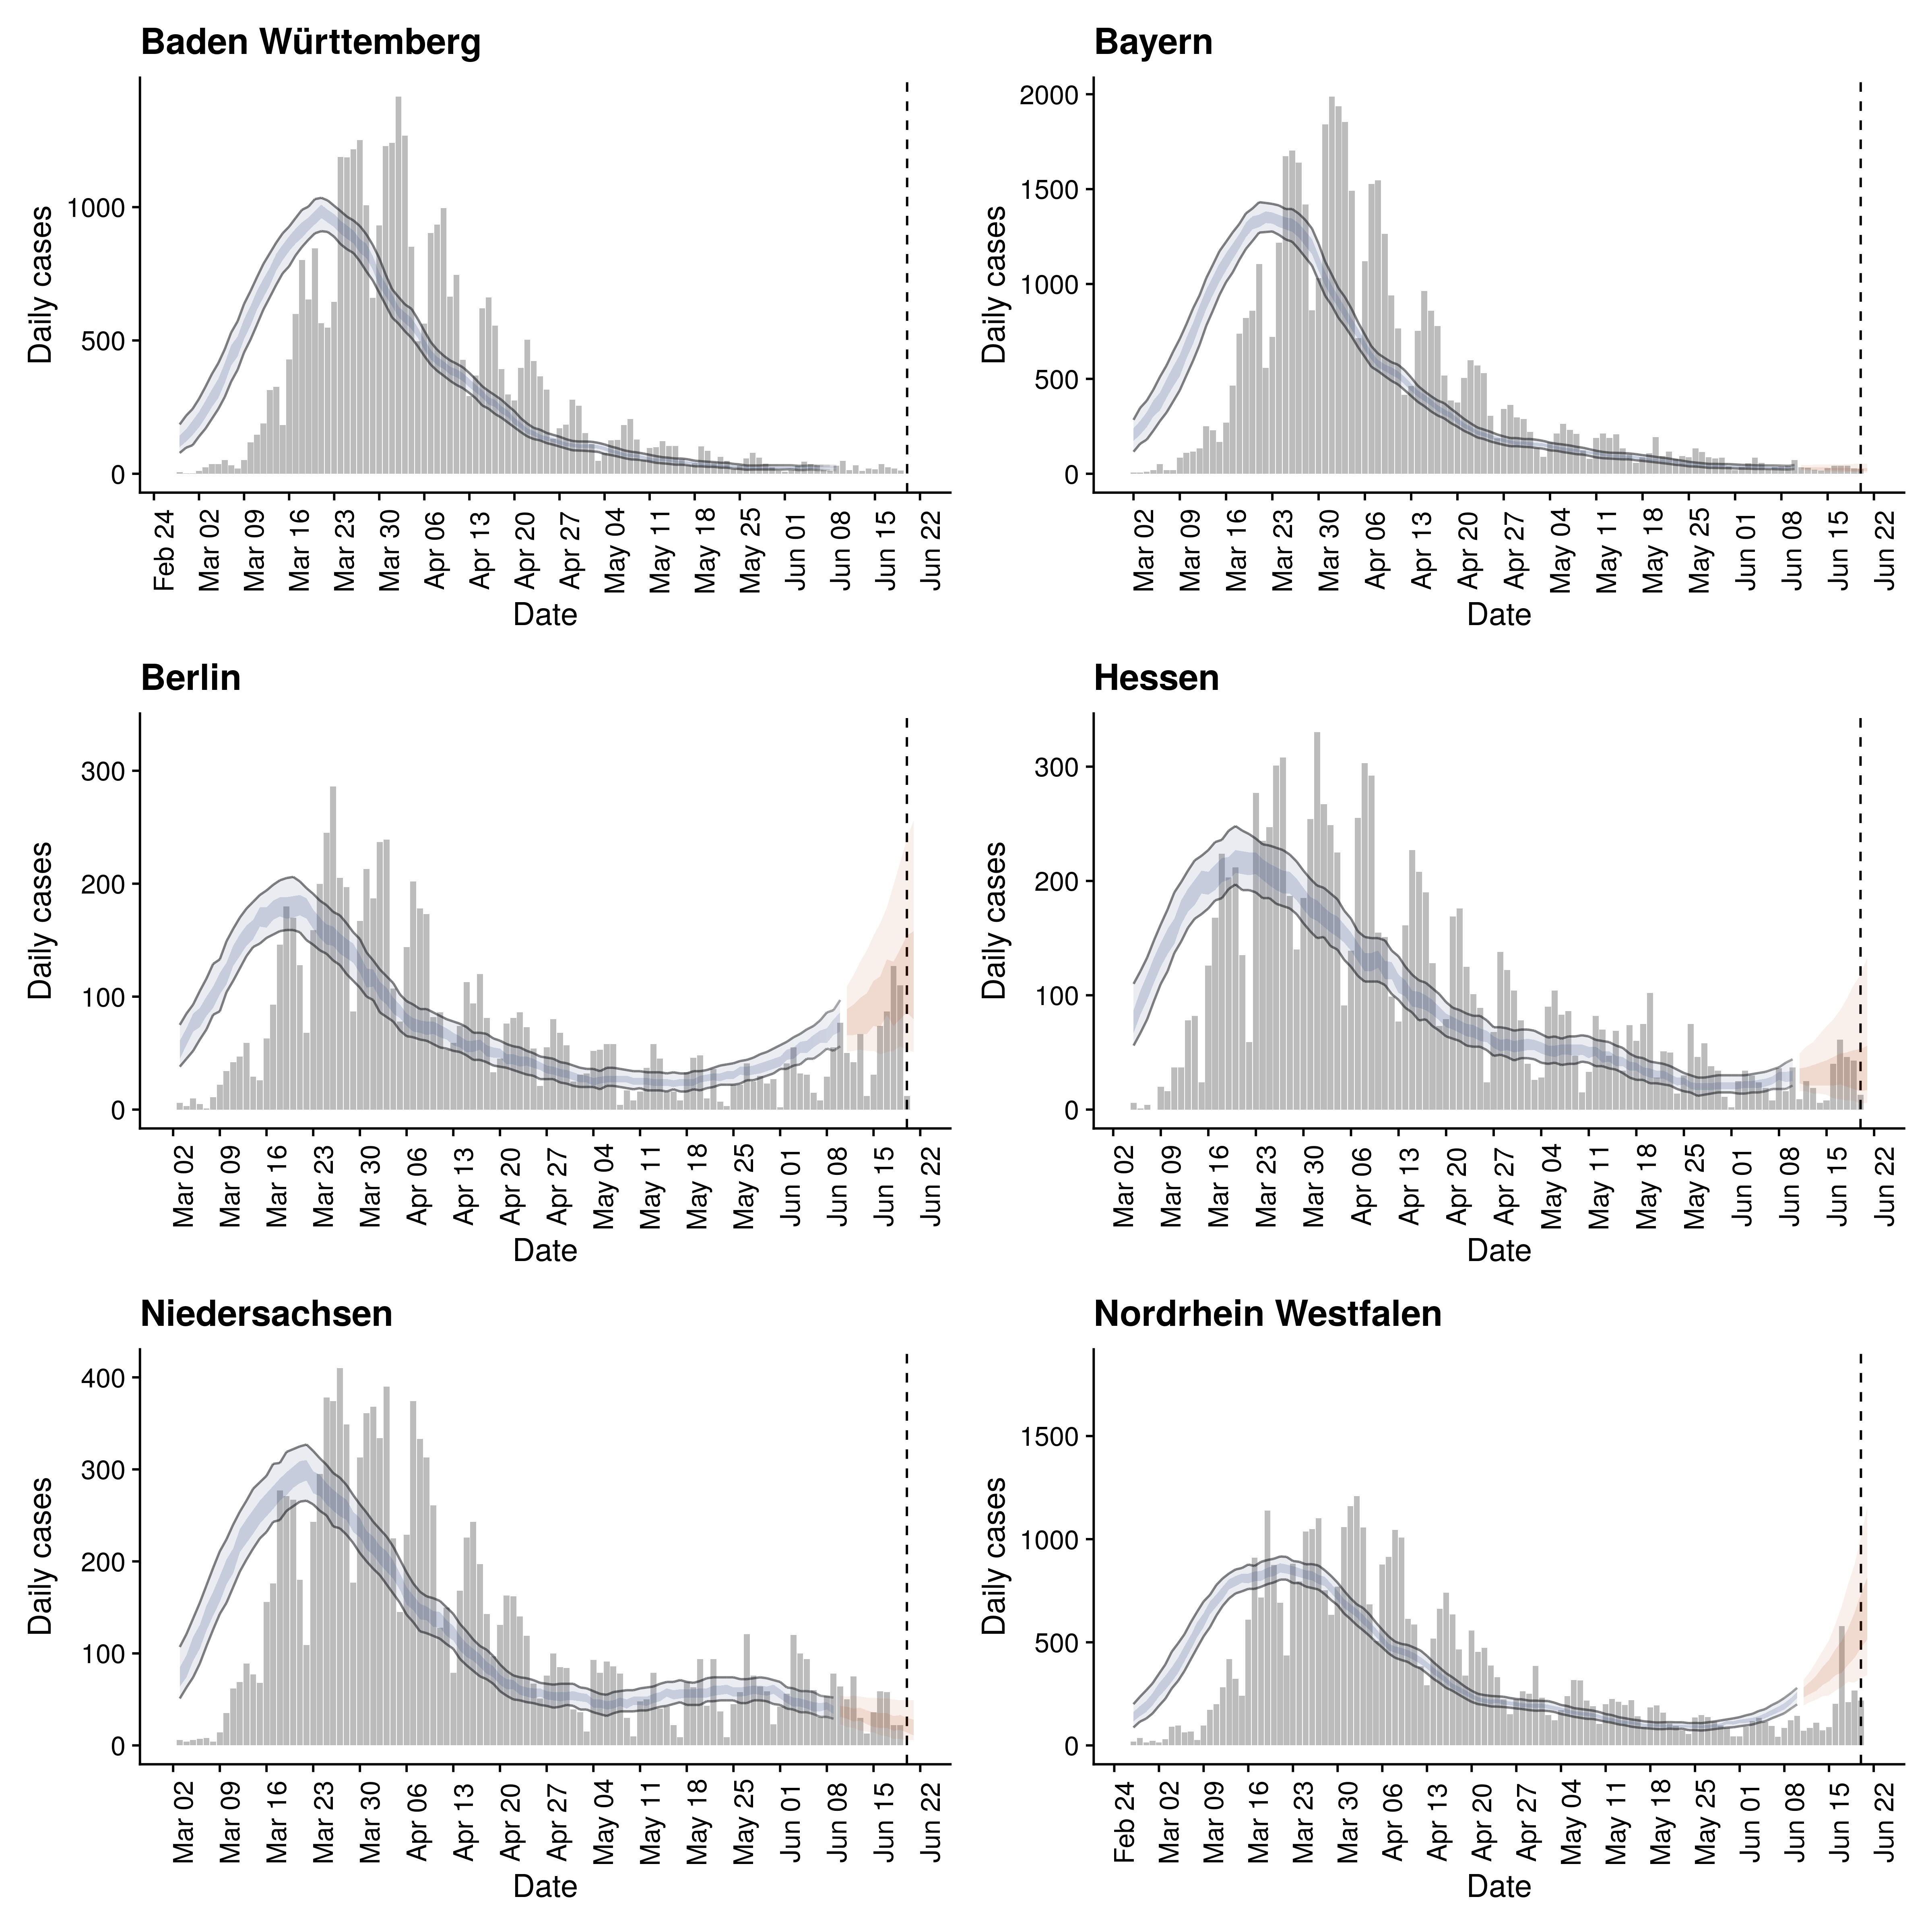 Baden Württemberg
Daily cases
1000
500
0
Feb 24
Mar 02
Mar 09
Mar 16
Mar 23
Mar 30
Apr 06
Apr 13
Apr 20
Apr 27
May 04
May 11
May 18
May 25
Jun 01
Jun 08
Jun 15
Jun 22
Date
Bayern
Daily cases
2000
1500
1000
500
0
Mar 02
Mar 09
Mar 16
Mar 23
Mar 30
Apr 06
Apr 13
Apr 20
Apr 27
May 04
May 11
May 18
May 25
Jun 01
Jun 08
Jun 15
Jun 22
Date
Berlin
Daily cases
300
200
100
0
Mar 02
Mar 09
Mar 16
Mar 23
Mar 30
Apr 06
Apr 13
Apr 20
Apr 27
May 04
May 11
May 18
May 25
Jun 01
Jun 08
Jun 15
Jun 22
Date
Hessen
Daily cases
300
200
100
0
Mar 02
Mar 09
Mar 16
Mar 23
Mar 30
Apr 06
Apr 13
Apr 20
Apr 27
May 04
May 11
May 18
May 25
Jun 01
Jun 08
Jun 15
Jun 22
Date
Niedersachsen
Daily cases
400
300
200
100
0
Mar 02
Mar 09
Mar 16
Mar 23
Mar 30
Apr 06
Apr 13
Apr 20
Apr 27
May 04
May 11
May 18
May 25
Jun 01
Jun 08
Jun 15
Jun 22
Date
Nordrhein Westfalen
Daily cases
1500
1000
500
0
Feb 24
Mar 02
Mar 09
Mar 16
Mar 23
Mar 30
Apr 06
Apr 13
Apr 20
Apr 27
May 04
May 11
May 18
May 25
Jun 01
Jun 08
Jun 15
Jun 22
Date